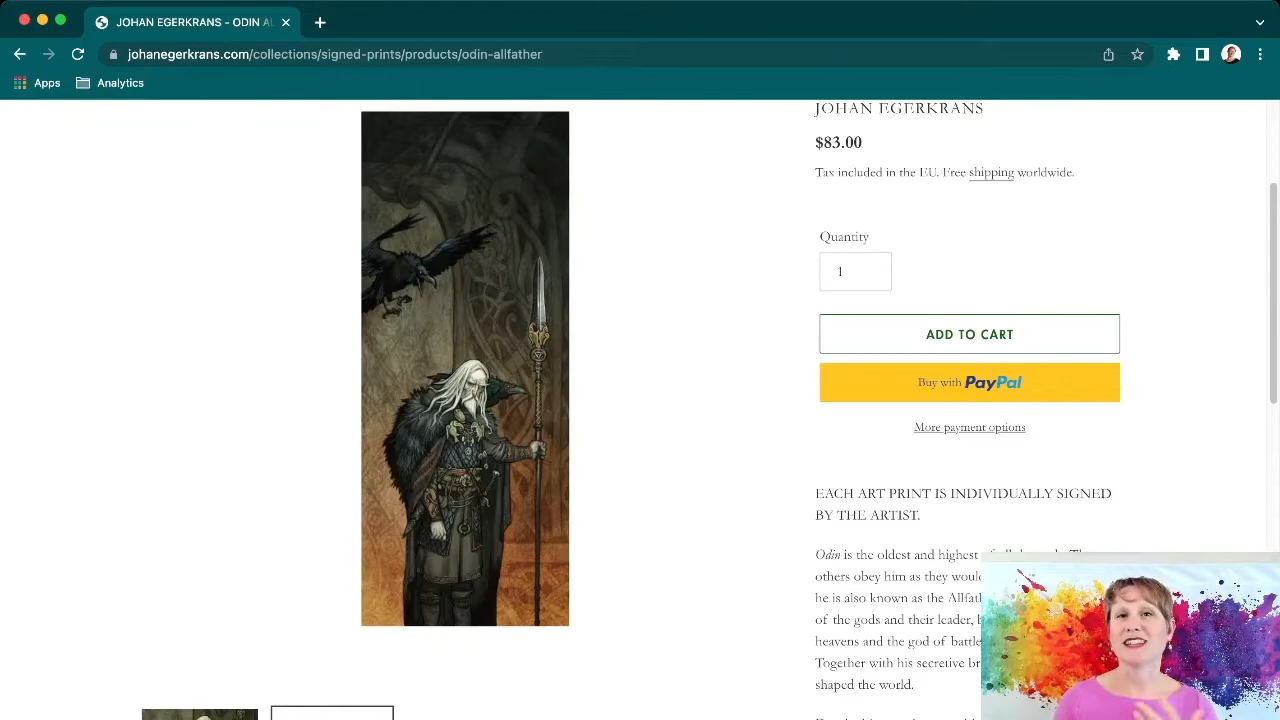 JOHAN EGERKRANS - ODIN AL
johanegerkrans.com/collections/signed-prints/products/odin-allfather
Apps
Analytics
JOHAN EGERKRANS
$83.00
Tax included in the EU. Free shipping worldwide.
Quantity
1
ADD TO CART
Buy with PayPal
More payment options
EACH ART PRINT IS INDIVIDUALLY SIGNED
BY THE ARTIST.
Odin is the oldest and highest
others obey him as they
he is also known as the
of the gods and their leader,
heavens and the god of battle
Together with his secretive
shaped the world.